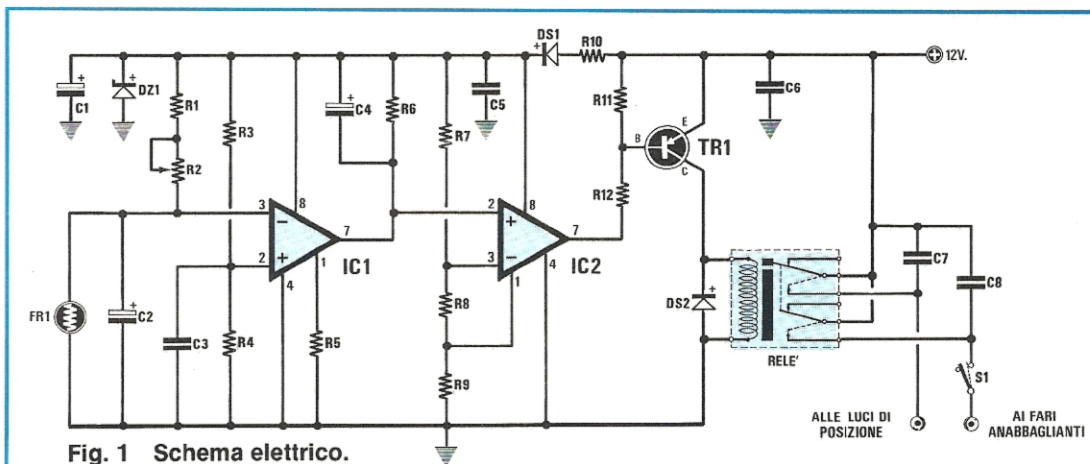 DS1
R10
12V.
C1
DZ1
R1
R2
R3
C4
R6
R7
C5
R11
B
E
C
TR1
C6
R12
3
8
2
1
4
7
IC1
2
8
3
1
4
7
IC2
FR1
C2
C3
R4
R5
R8
R9
DS2
RELE'
C7
C8
S1
ALLE LUCI DI
POSIZIONE
AI FARI
ANABBAGLIANTI
Fig. 1 Schema elettrico.